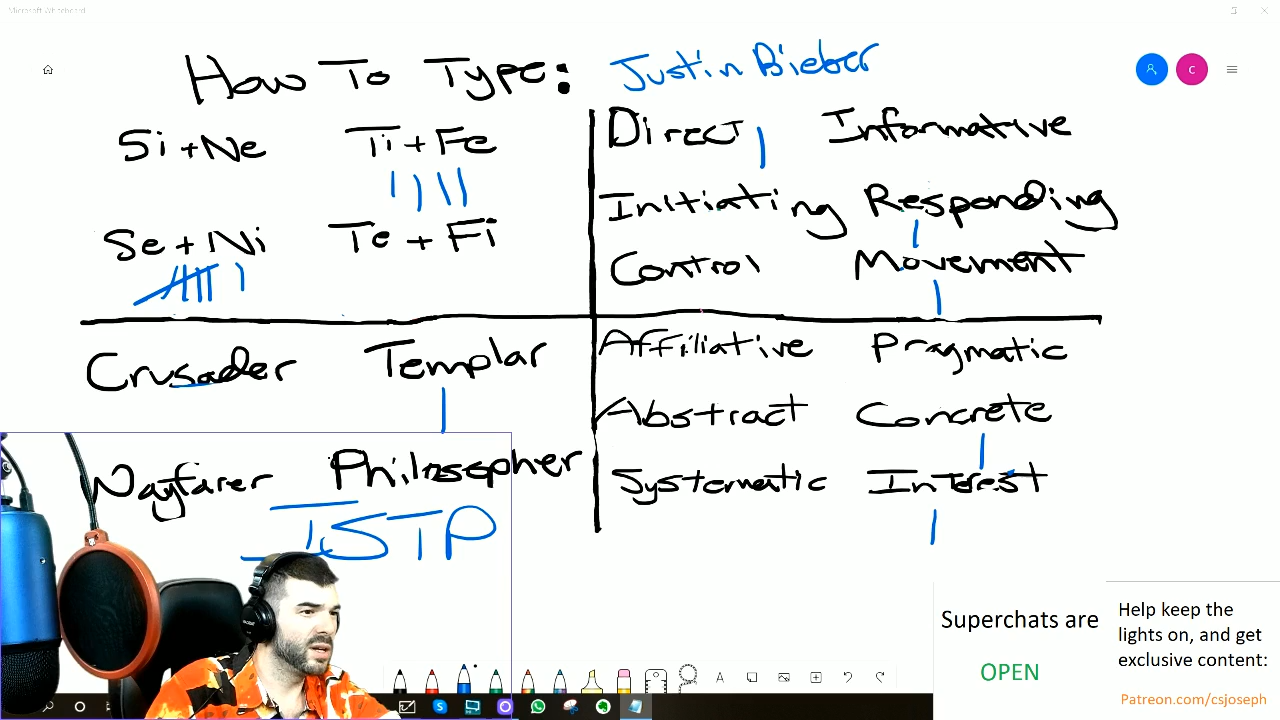 Microsoft Whiteboard
How To Type: Justin Bieber
Si + Ne Ti + Fe
Se + Ni Te + Fi
Direct Informative
Initiating Responding
Control Movement
Crusader Templar
Wayfarer Philosopher
ISTP
Affiliative Pragmatic
Abstract Concrete
Systematic Interest
C
Superchats are
OPEN
Help keep the
lights on, and get
exclusive content:
Patreon.com/csjoseph
A